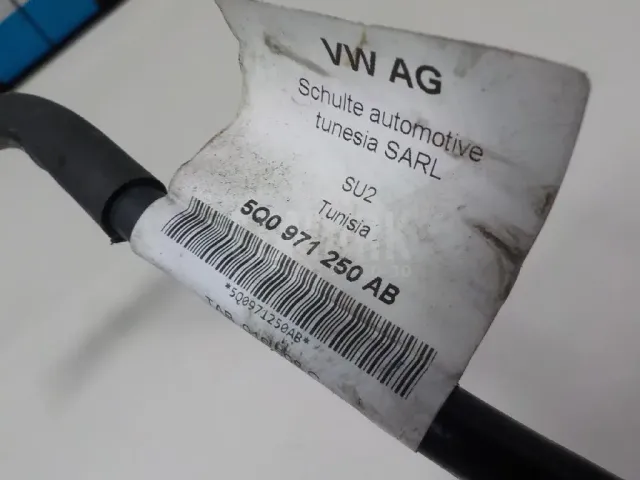 VW AG
Schulte automotive
tunesia SARL
SU2
Tunisia
5Q0 971 250 AB
*5Q0971250AB*